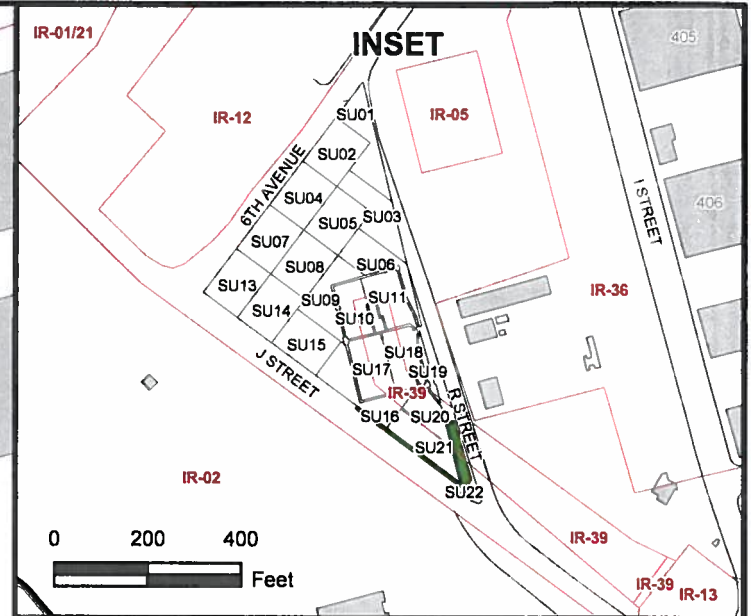 IR-01/21
INSET
405
IR-12
SU01
IR-05
SU02
6TH AVENUE
I STREET
SU04
406
SU05
SU03
SU07
SU08
SU06
SU13
SU09
SU11
IR-36
SU14
SU10
SU15
SU18
J STREET
SU17
SU19
IR-39
R STREET
SU16
SU20
SU21
IR-02
SU22
0 200 400
Feet
IR-39
IR-39
IR-13